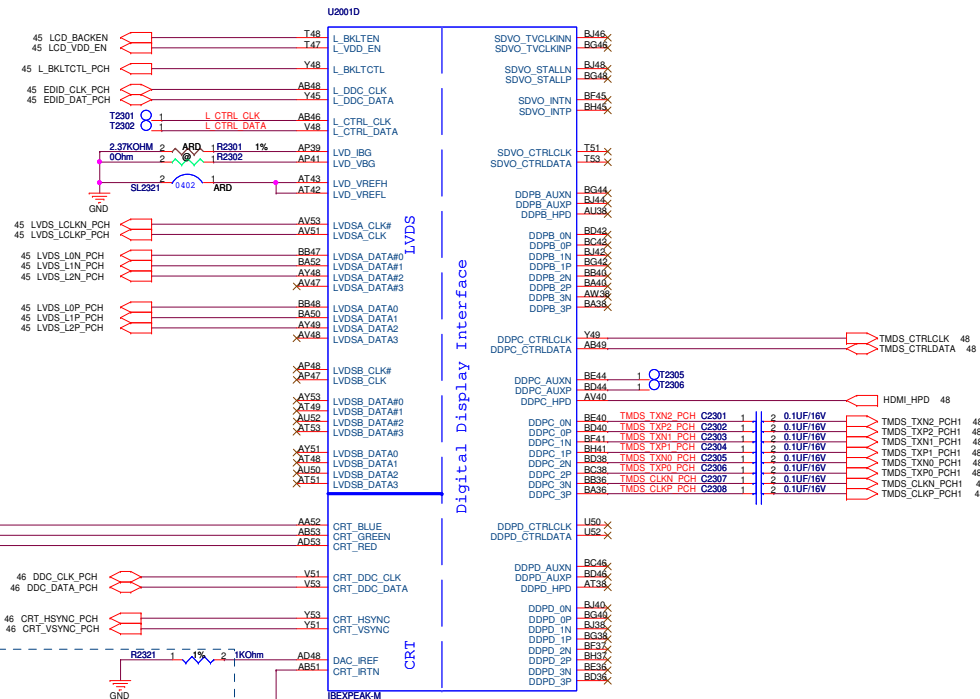 U2001D
45 LCD_BACKEN T48 L_BKLTEN SDVO_TVCLKINN BJ46
45 LCD_VDD_EN T47 L_VDD_EN SDVO_TVCLKINP BG46
45 L_BKLTCTL_PCH Y48 L_BKLTCTL SDVO_STALLN BJ48
SDVO_STALLP BG48
45 EDID_CLK_PCH AB48 L_DDC_CLK
45 EDID_DAT_PCH Y45 L_DDC_DATA SDVO_INTN BF45
SDVO_INTP BH45
T2301 1 L_CTRL_CLK AB46 L_CTRL_CLK
T2302 1 L_CTRL_DATA V48 L_CTRL_DATA
2.37KOHM 2 ARD 1 R2301 1% AP39 LVD_IBG SDVO_CTRLCLK T51
0Ohm 2 @ 1 R2302 AP41 LVD_VBG SDVO_CTRLDATA T53
2 1 AT43 LVD_VREFH
SL2321 0402 ARD AT42 LVD_VREFL DDPB_AUXN BG44
DDPB_AUXP BJ44
GND DDPB_HPD AU38
45 LVDS_LCLKN_PCH AV53 LVDSA_CLK#
45 LVDS_LCLKP_PCH AV51 LVDSA_CLK DDPB_0N BD42
LVDS DDPB_0P BC42
45 LVDS_L0N_PCH BB47 LVDSA_DATA#0 DDPB_1N BJ42
45 LVDS_L1N_PCH BA52 LVDSA_DATA#1 DDPB_1P BG42
45 LVDS_L2N_PCH AY48 LVDSA_DATA#2 DDPB_2N BB40
AV47 LVDSA_DATA#3 DDPB_2P BA40
DDPB_3N AW38
45 LVDS_L0P_PCH BB48 LVDSA_DATA0 DDPB_3P BA38
45 LVDS_L1P_PCH BA50 LVDSA_DATA1
45 LVDS_L2P_PCH AY49 LVDSA_DATA2
AV48 LVDSA_DATA3 DDPC_CTRLCLK Y49 TMDS_CTRLCLK 48
DDPC_CTRLDATA AB49 TMDS_CTRLDATA 48
Digital Display Interface
AP48 LVDSB_CLK#
AP47 LVDSB_CLK DDPC_AUXN BE44 1 T2305
DDPC_AUXP BD44 1 T2306
AY53 LVDSB_DATA#0 DDPC_HPD AV40 HDMI_HPD 48
AT49 LVDSB_DATA#1
AU52 LVDSB_DATA#2 DDPC_0N BE40 TMDS_TXN2_PCH C2301 1 2 0.1UF/16V TMDS_TXN2_PCH1 48
AT53 LVDSB_DATA#3 DDPC_0P BD40 TMDS_TXP2_PCH C2302 1 2 0.1UF/16V TMDS_TXP2_PCH1 48
DDPC_1N BF41 TMDS_TXN1_PCH C2303 1 2 0.1UF/16V TMDS_TXN1_PCH1 48
AY51 LVDSB_DATA0 DDPC_1P BH41 TMDS_TXP1_PCH C2304 1 2 0.1UF/16V TMDS_TXP1_PCH1 48
AT48 LVDSB_DATA1 DDPC_2N BD38 TMDS_TXN0_PCH C2305 1 2 0.1UF/16V TMDS_TXN0_PCH1 48
AU50 LVDSB_DATA2 DDPC_2P BC38 TMDS_TXP0_PCH C2306 1 2 0.1UF/16V TMDS_TXP0_PCH1 48
AT51 LVDSB_DATA3 DDPC_3N BB36 TMDS_CLKN_PCH C2307 1 2 0.1UF/16V TMDS_CLKN_PCH1 4
DDPC_3P BA36 TMDS_CLKP_PCH C2308 1 2 0.1UF/16V TMDS_CLKP_PCH1 4
AA52 CRT_BLUE DDPD_CTRLCLK U50
AB53 CRT_GREEN DDPD_CTRLDATA U52
AD53 CRT_RED
DDPD_AUXN BC46
46 DDC_CLK_PCH V51 CRT_DDC_CLK DDPD_AUXP BD46
46 DDC_DATA_PCH V53 CRT_DDC_DATA DDPD_HPD AT38
DDPD_0N BJ40
46 CRT_HSYNC_PCH Y53 CRT_HSYNC DDPD_0P BG40
46 CRT_VSYNC_PCH Y51 CRT_VSYNC DDPD_1N BJ38
DDPD_1P BG38
CRT DDPD_2N BF37
R2321 1 1% 2 1KOhm AD48 DAC_IREF DDPD_2P BH37
AB51 CRT_IRTN DDPD_3N BE36
DDPD_3P BD36
GND IBEXPEAK-M